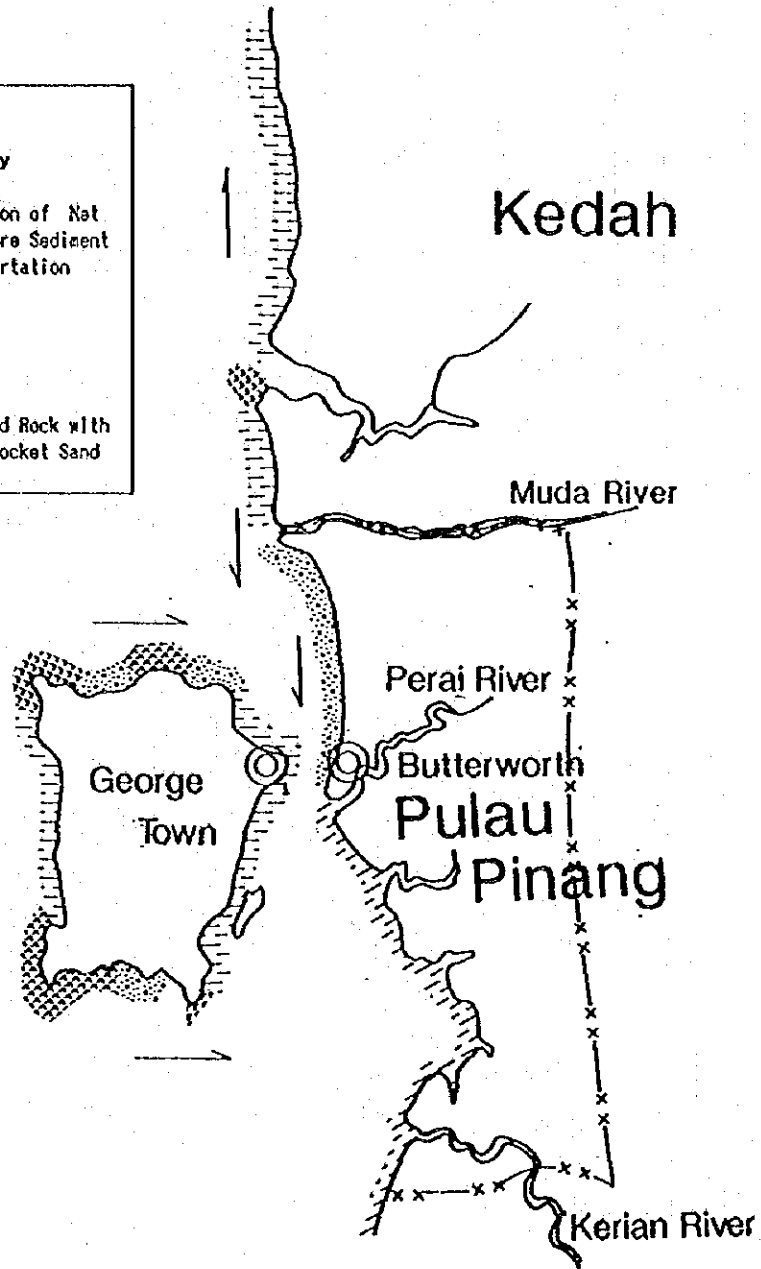 y
on of Nat
re Sediment
rtation
d Rock with
ocket Sand
Kedah
Muda River
Perai River
Butterworth
George
Town
Pulau
Pinang
Kerian River